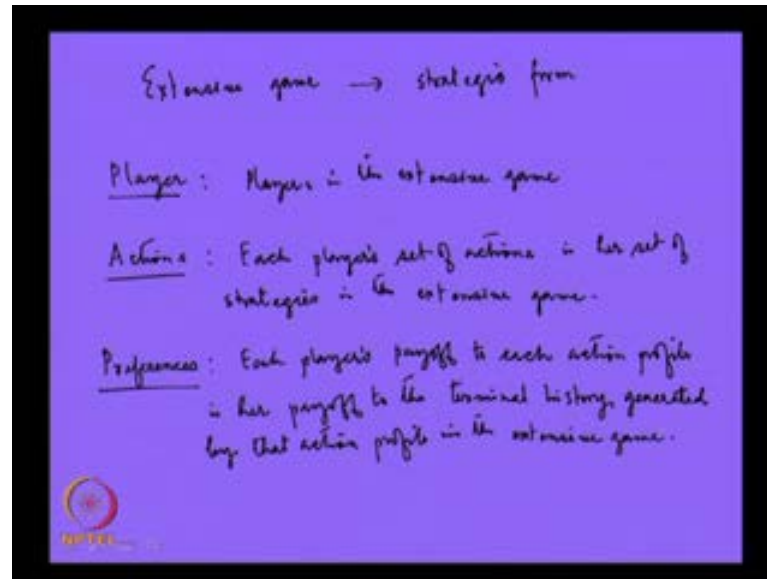 Extensive game → strategic form
Player : Players in the extensive game
Actions : Each player's set of actions is her set of
strategies in the extensive game.
Preferences : Each player's payoff to each action profile
is her payoff to the terminal history, generated
by that action profile in the extensive game.
NPTEL